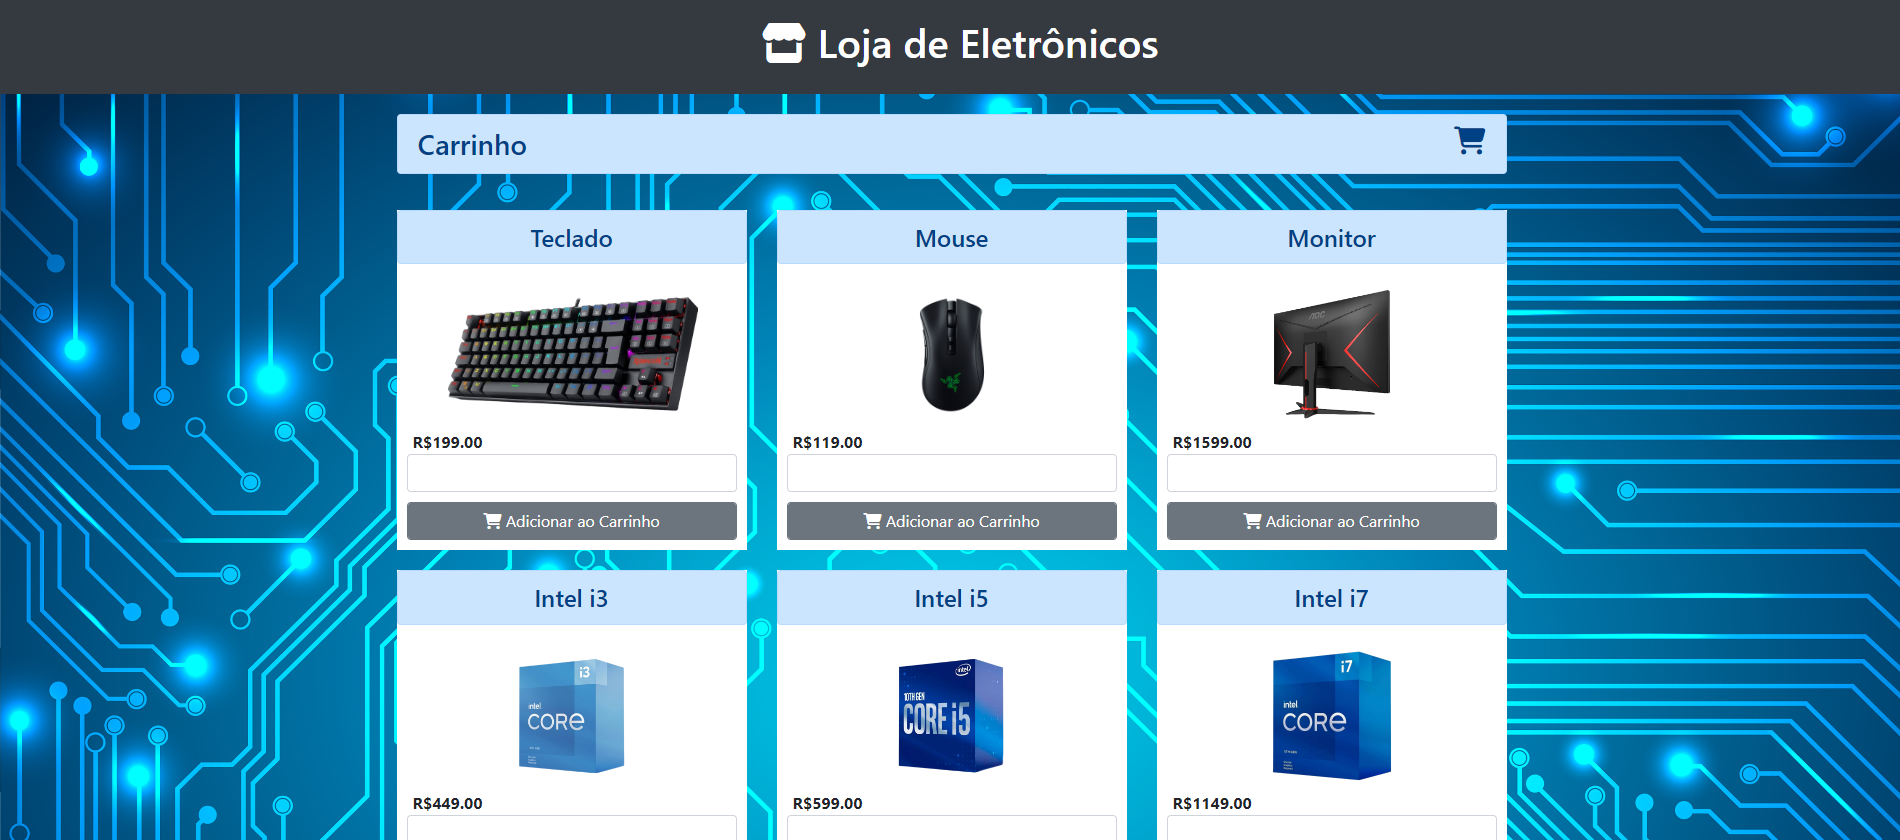 Loja de Eletrônicos
Carrinho
Teclado
Mouse
Monitor
AOC
R$199.00
R$119.00
R$1599.00
Adicionar ao Carrinho
Adicionar ao Carrinho
Adicionar ao Carrinho
Intel i3
Intel i5
Intel i7
i3
intel
CORE
intel
10TH GEN
CORE i5
i7
intel
CORE
R$449.00
R$599.00
R$1149.00